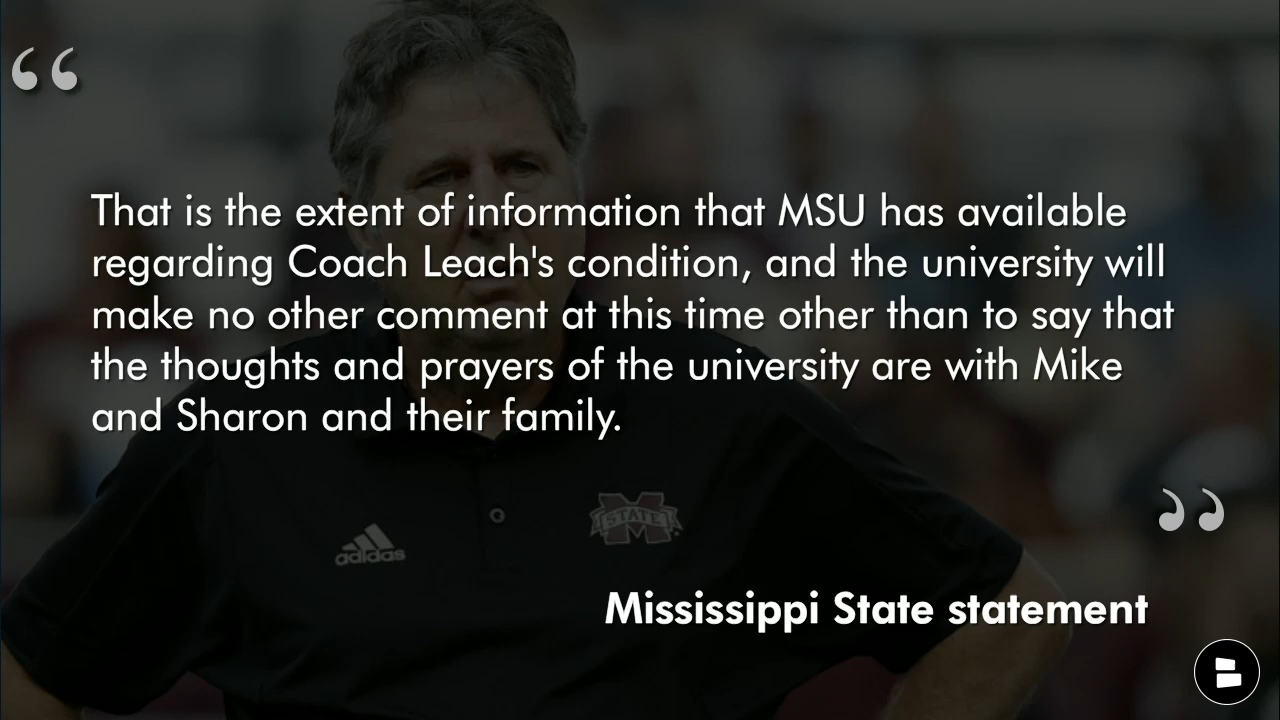 “
That is the extent of information that MSU has available
regarding Coach Leach's condition, and the university will
make no other comment at this time other than to say that
the thoughts and prayers of the university are with Mike
and Sharon and their family.
”
adidas
M STATE
Mississippi State statement